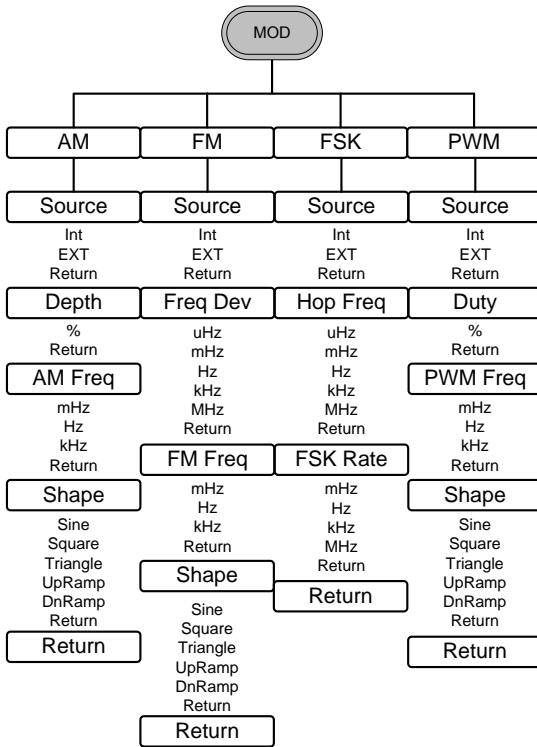 MOD
AM
Source
Int
EXT
Return
Depth
%
Return
AM Freq
mHz
Hz
kHz
Return
Shape
Sine
Square
Triangle
UpRamp
DnRamp
Return
Return
FM
Source
Int
EXT
Return
Freq Dev
uHz
mHz
Hz
kHz
MHz
Return
FM Freq
mHz
Hz
kHz
Return
Shape
Sine
Square
Triangle
UpRamp
DnRamp
Return
Return
FSK
Source
Int
EXT
Return
Hop Freq
uHz
mHz
Hz
kHz
MHz
Return
FSK Rate
mHz
Hz
kHz
MHz
Return
Return
PWM
Source
Int
EXT
Return
Duty
%
Return
PWM Freq
mHz
Hz
kHz
Return
Shape
Sine
Square
Triangle
UpRamp
DnRamp
Return
Return